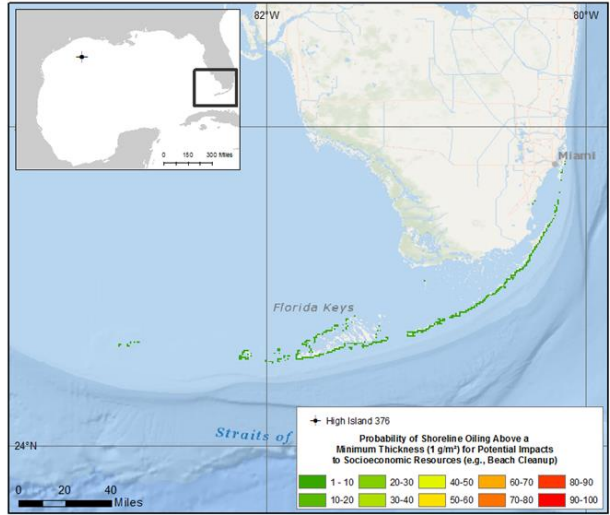 82°W
80°W
0 150 300 Miles
Miami
Florida Keys
Straits of
24°N
0 20 40
Miles
High Island 376
Probability of Shoreline Oiling Above a
Minimum Thickness (1 g/m²) for Potential Impacts
to Socioeconomic Resources (e.g., Beach Cleanup)
1 - 10 20-30 40-50 60-70 80-90
10-20 30-40 50-60 70-80 90-100